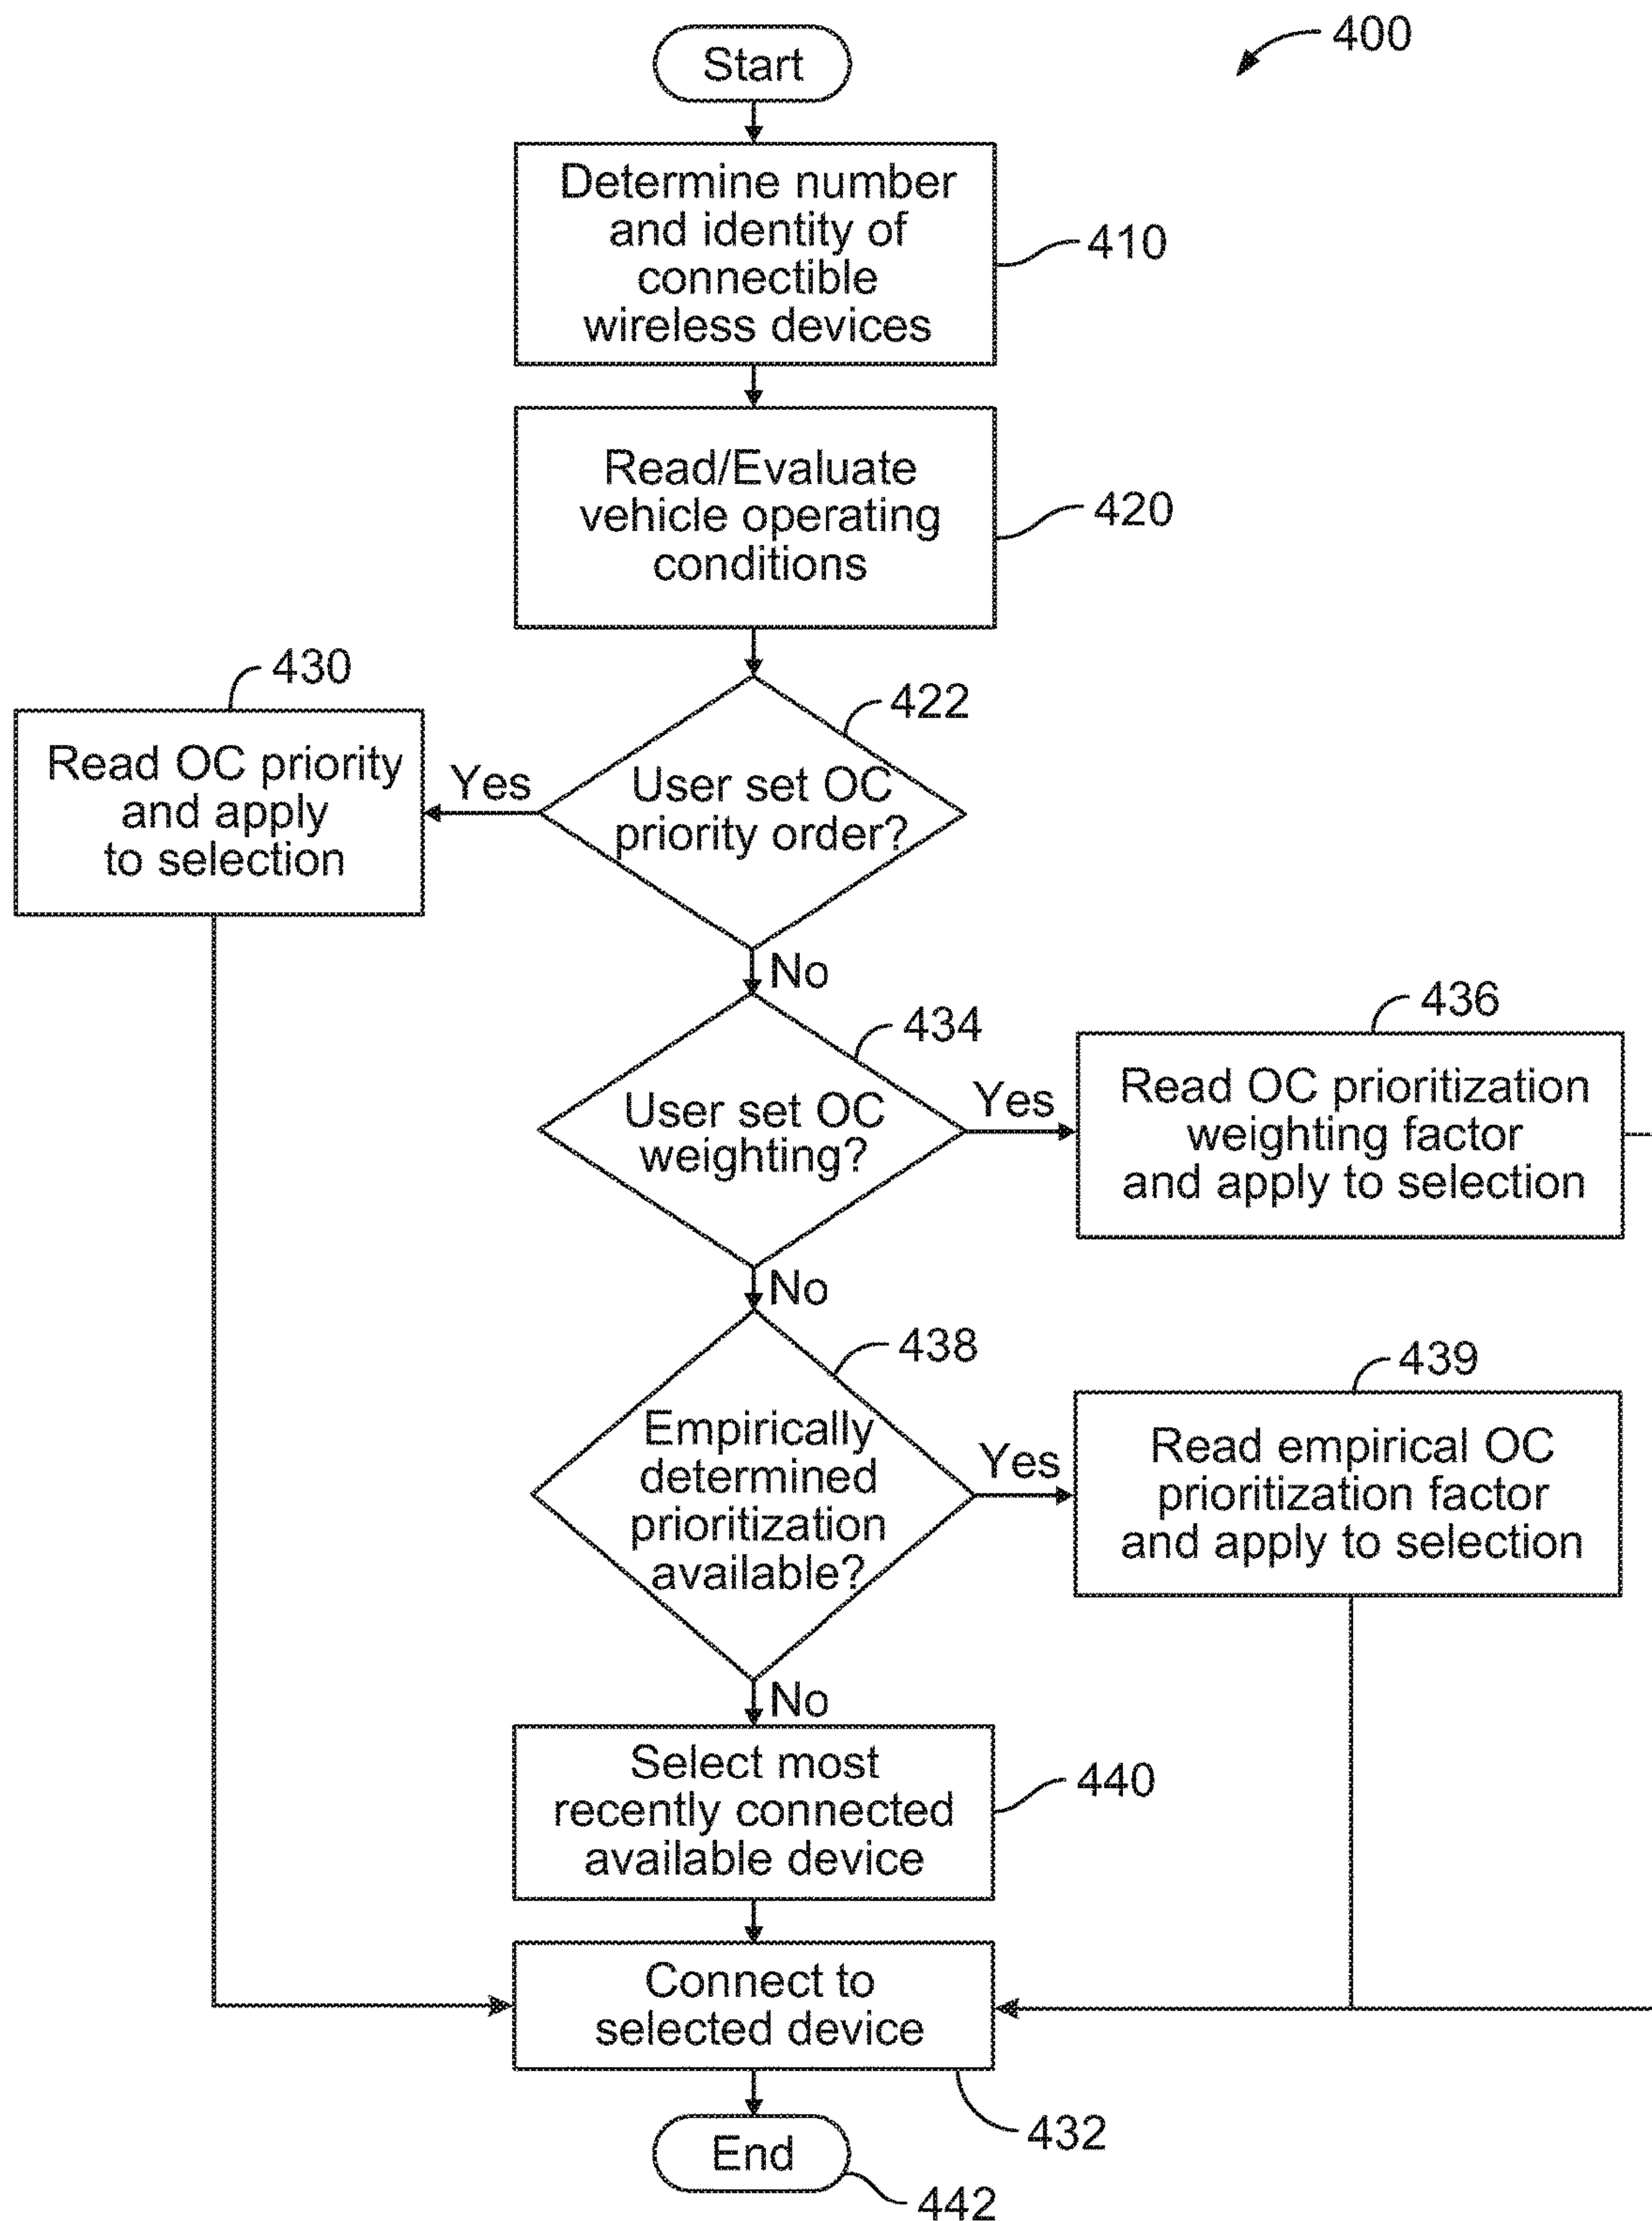 400
Start
Determine number
and identity of
connectible
wireless devices
410
Read/Evaluate
vehicle operating
conditions
420
430
Read OC priority
and apply
to selection
Yes
422
User set OC
priority order?
No
434
User set OC
weighting?
Yes
436
Read OC prioritization
weighting factor
and apply to selection
No
438
Empirically
determined
prioritization
available?
Yes
439
Read empirical OC
prioritization factor
and apply to selection
No
Select most
recently connected
available device
440
Connect to
selected device
432
End
442